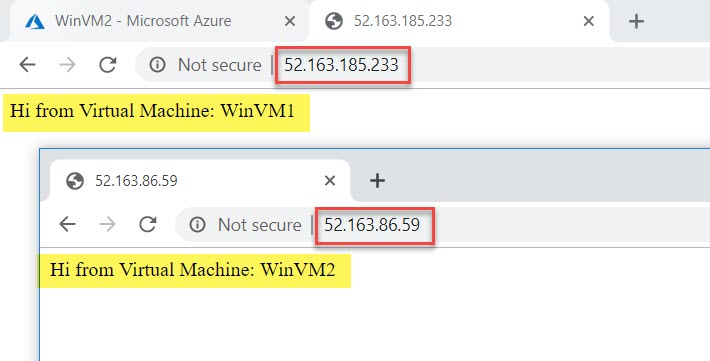 WinVM2 - Microsoft Azure
52.163.185.233
Not secure | 52.163.185.233
Hi from Virtual Machine: WinVM1
52.163.86.59
Not secure | 52.163.86.59
Hi from Virtual Machine: WinVM2